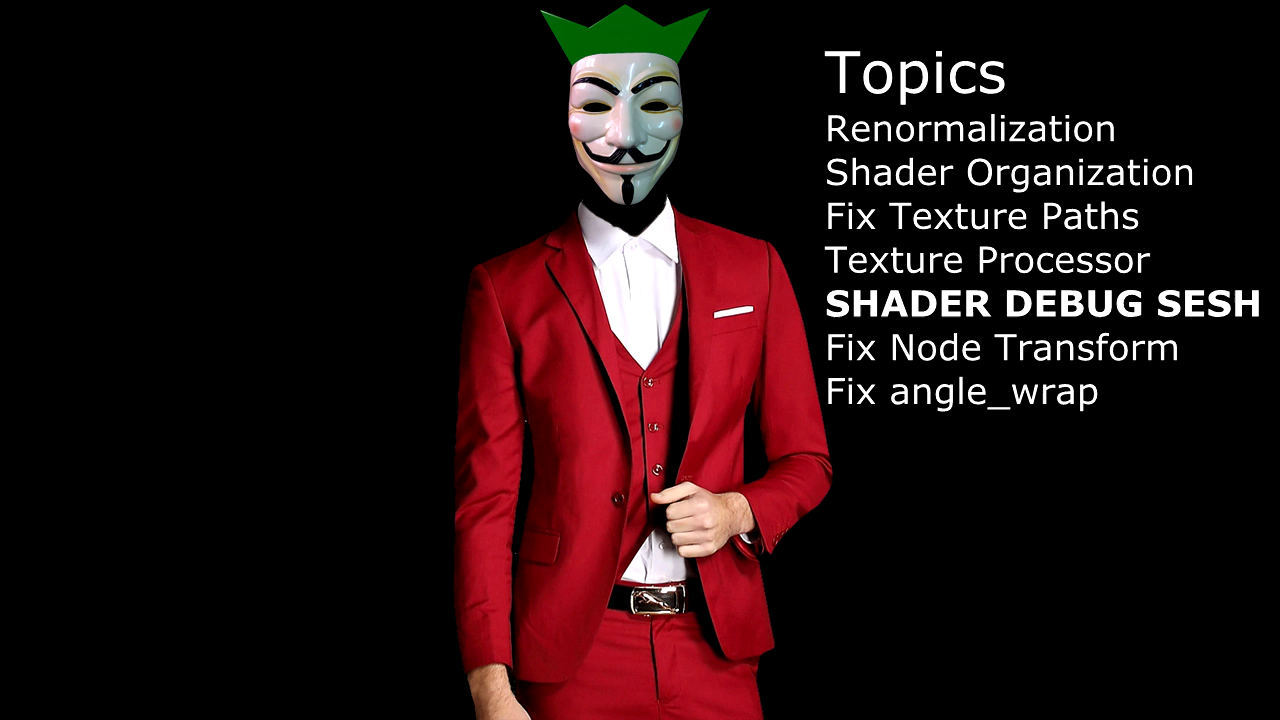 Topics
Renormalization
Shader Organization
Fix Texture Paths
Texture Processor
SHADER DEBUG SESH
Fix Node Transform
Fix angle_wrap